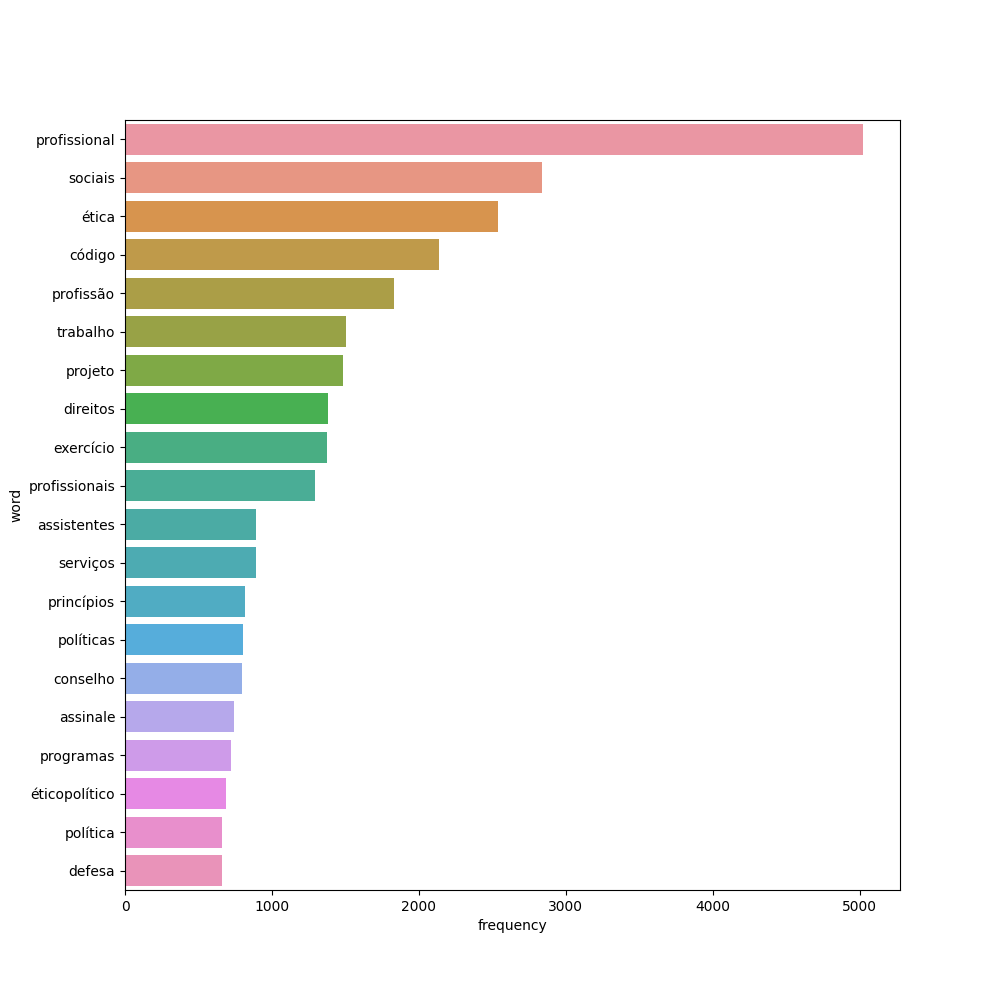 profissional
sociais
ética
código
profissão
trabalho
projeto
direitos
exercício
profissionais
assistentes
serviços
princípios
políticas
conselho
assinale
programas
éticopolítico
política
defesa
word
0 1000 2000 3000 4000 5000
frequency